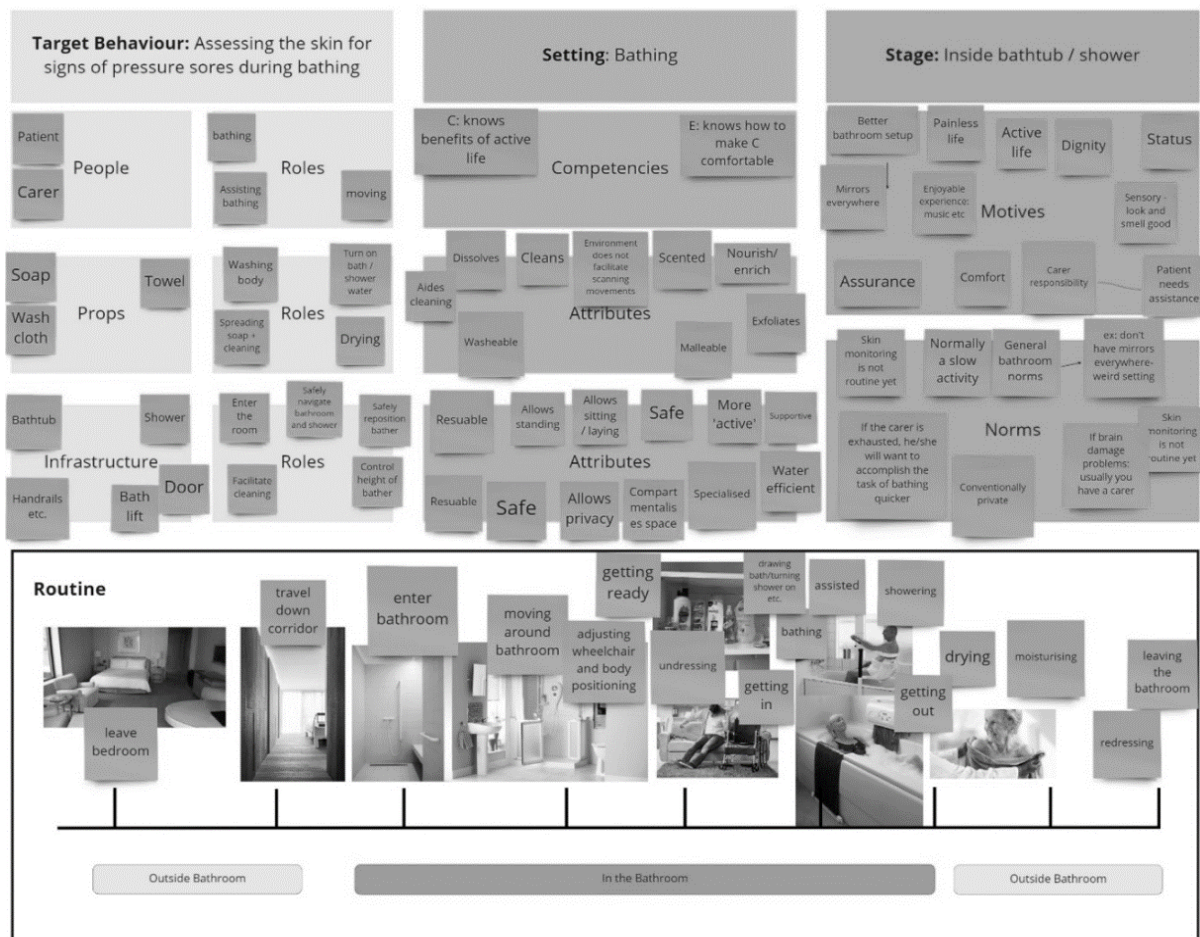 Target Behaviour: Assessing the skin for
signs of pressure sores during bathing
Setting: Bathing
Stage: Inside bathtub / shower
Patient
Carer
People
bathing
Assisting
bathing
Roles
moving
C: knows
benefits of active
life
Competencies
E: knows how to
make C
comfortable
Better
bathroom setup
Painless
life
Active
life
Dignity
Status
Mirrors
everywhere
Enjoyable
experience:
music etc
Motives
Sensory -
look and
smell good
Assurance
Comfort
Carer
responsibility
Patient
needs
assistance
Soap
Wash
cloth
Props
Towel
Washing
body
Turn on
bath /
shower
water
Spreading
soap +
cleaning
Roles
Drying
Aides
cleaning
Dissolves
Cleans
Environment
does not
facilitate
scanning
movements
Scented
Nourish/
enrich
Attributes
Washeable
Malleable
Exfoliates
Skin
monitoring
is not
routine yet
Normally
a slow
activity
General
bathroom
norms
ex: don't
have mirrors
everywhere-
weird setting
Norms
If the carer is
exhausted, he/she
will want to
accomplish the
task of bathing
quicker
Conventionally
private
If brain
damage
problems:
usually you
have a carer
Skin
monitoring
is not
routine yet
Bathtub
Shower
Infrastructure
Handrails
etc.
Bath
lift
Door
Enter
the
room
Safely
navigate
bathroom
and shower
Safely
reposition
bather
Roles
Facilitate
cleaning
Control
height of
bather
Resuable
Allows
standing
Allows
sitting
/ laying
Safe
More
'active'
Supportive
Attributes
Resuable
Safe
Allows
privacy
Compart
mentalis
es space
Specialised
Water
efficient
Routine
leave
bedroom
travel
down
corridor
enter
bathroom
moving
around
bathroom
getting
ready
adjusting
wheelchair
and body
positioning
undressing
getting
in
drawing
bath/turning
shower on
etc.
bathing
assisted
showering
getting
out
drying
moisturising
redressing
leaving
the
bathroom
Outside Bathroom
In the Bathroom
Outside Bathroom